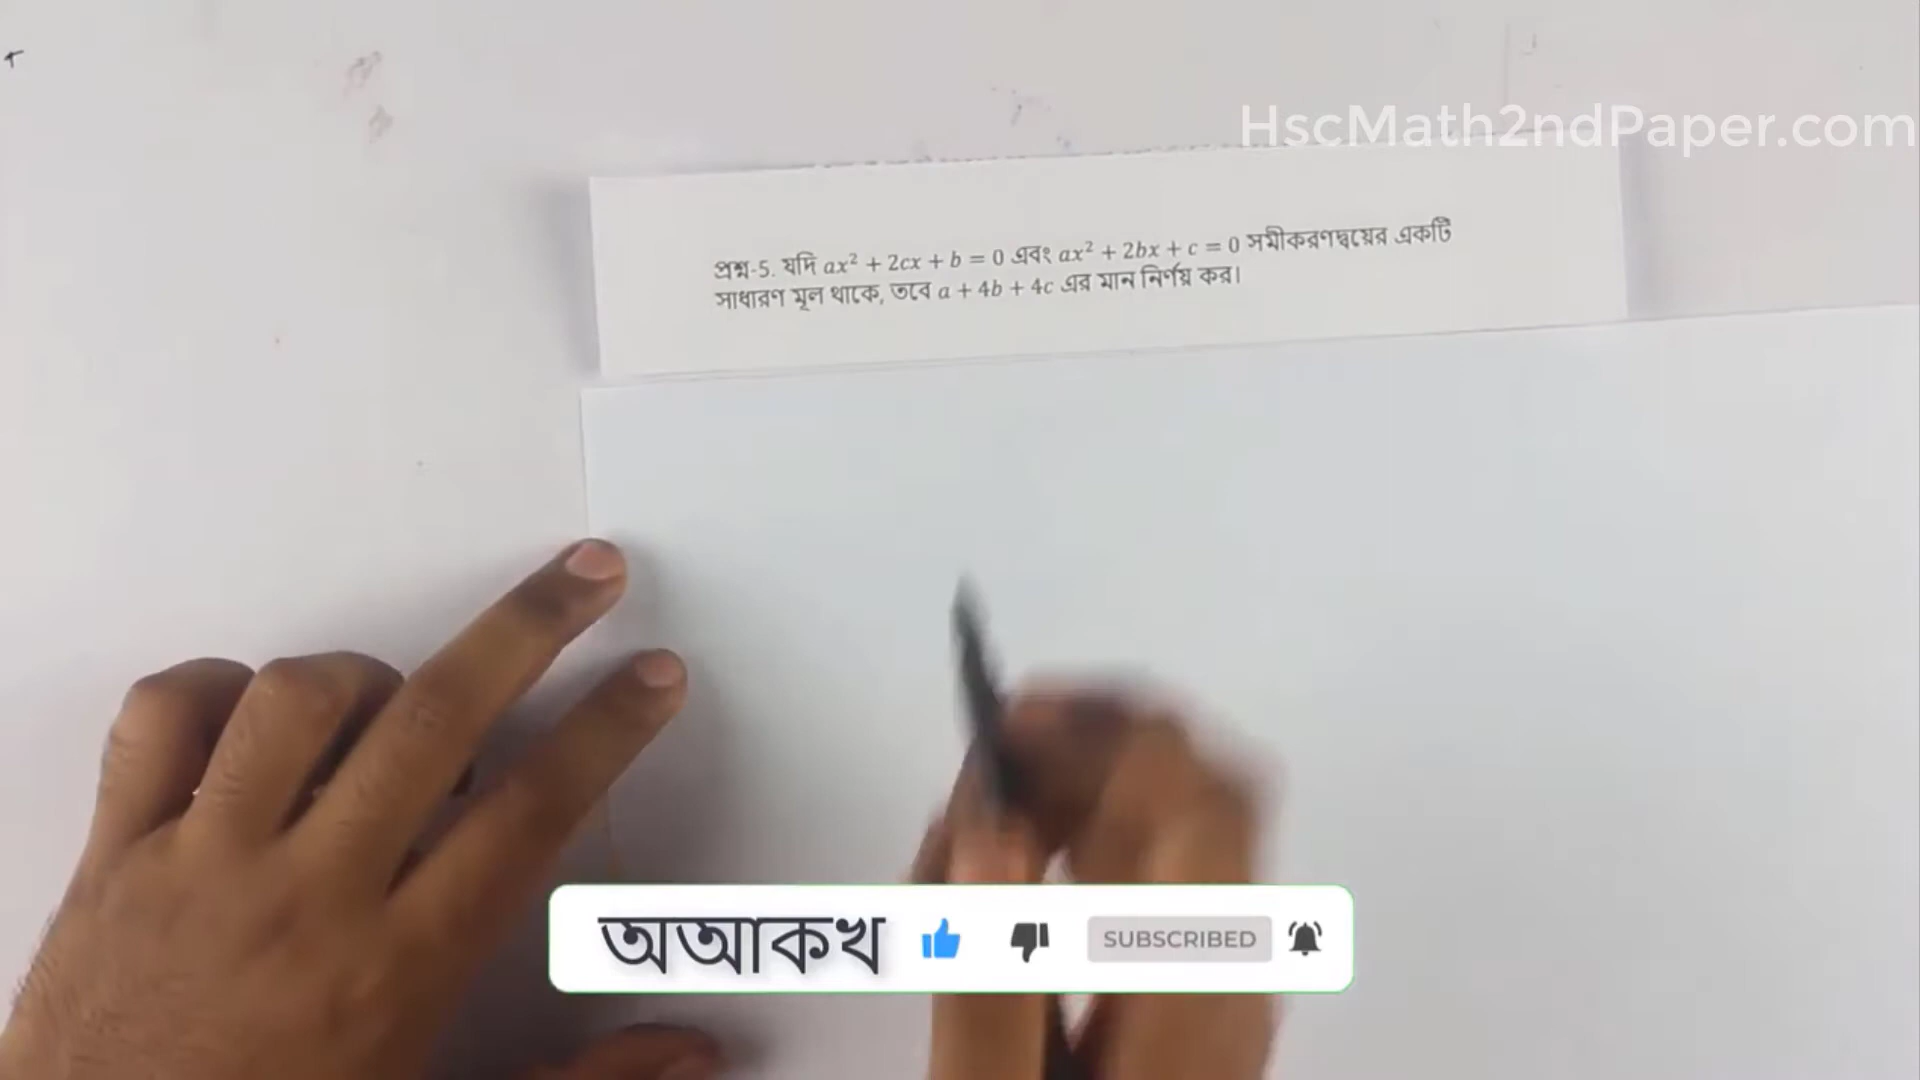 HscMath2ndPaper.com
প্রশ্ন-5. যদি ax² + 2cx + b = 0 এবং ax² + 2bx + c = 0 সমীকরণদ্বয়ের একটি
সাধারণ মূল থাকে, তবে a + 4b + 4c এর মান নির্ণয় কর।
অআকখ SUBSCRIBED